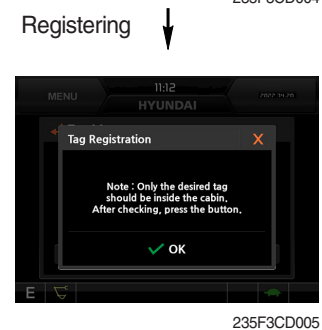 Registering
MENU
11:12
HYUNDAI
Tag Registration X
Note : Only the desired tag
should be inside the cabin.
After checking, press the button.
OK
E
235F3CD005